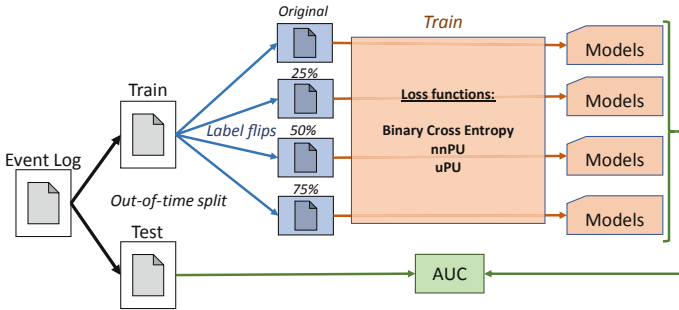 Original
Train
Models
Train
25%
Loss functions:
Models
Label flips
50%
Binary Cross Entropy
nnPU
uPU
Models
Event Log
Out-of-time split
75%
Models
Test
AUC